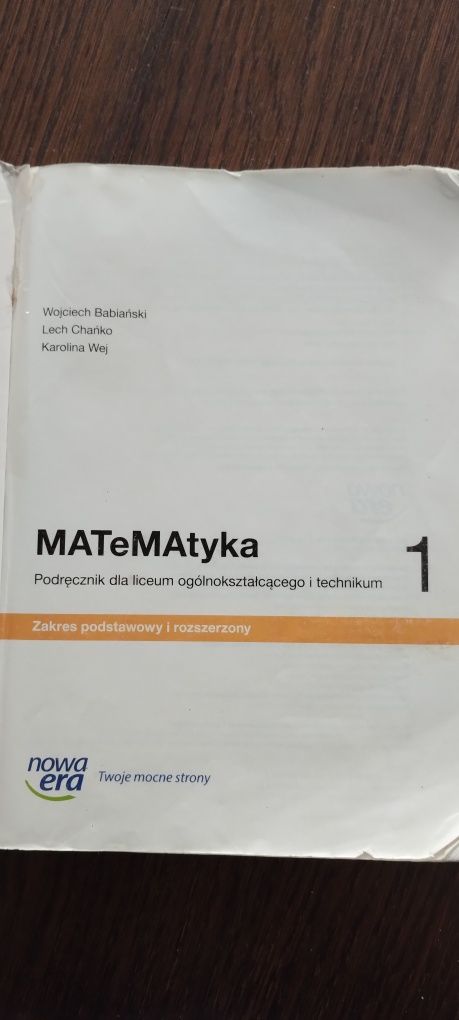 Wojciech Babiański
Lech Chańko
Karolina Wej
MATeMAtyka 1
Podręcznik dla liceum ogólnokształcącego i technikum
Zakres podstawowy i rozszerzony
nowa
era
Twoje mocne strony